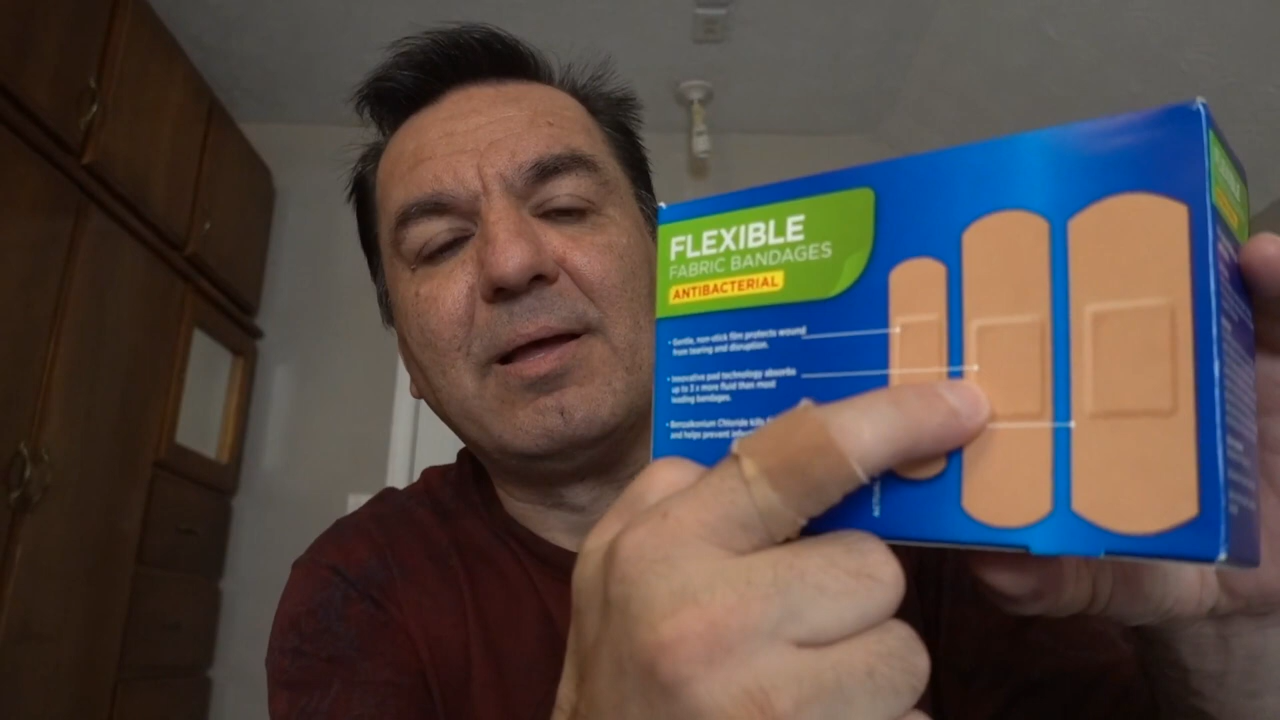 FLEXIBLE
FABRIC BANDAGES
ANTIBACTERIAL
• Gentle, non-stick film protects wound
from tearing and disruption.
• Innovative pad technology absorbs
up to 3 x more fluid than most
leading bandages.
• Benzalkonium Chloride kills
and helps prevent